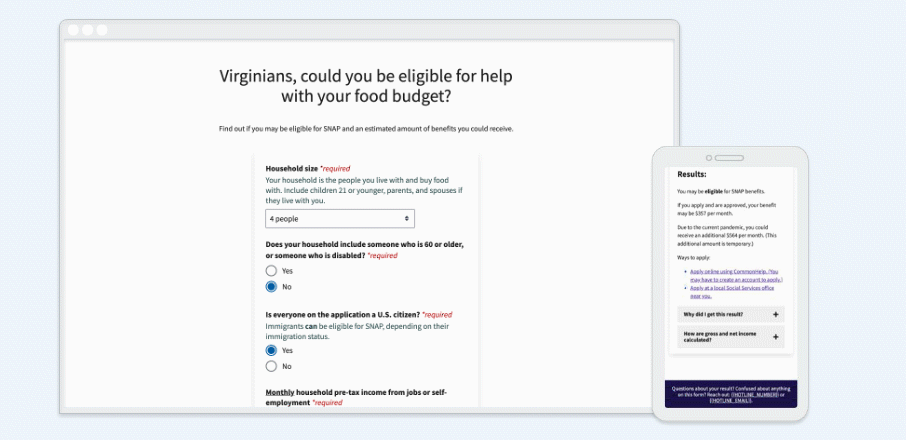 Virginians, could you be eligible for help
with your food budget?
Find out if you may be eligible for SNAP and an estimated amount of benefits you could receive.
Household size *required
Your household is the people you live with and buy food
with. Include children 21 or younger, parents, and spouses if
they live with you.
4 people
Does your household include someone who is 60 or older,
or someone who is disabled? *required
Yes
No
Is everyone on the application a U.S. citizen? *required
Immigrants can be eligible for SNAP, depending on their
immigration status.
Yes
No
Monthly household pre-tax income from jobs or self-
employment *required
Results:
You may be eligible for SNAP benefits.
If you apply and are approved, your benefit
may be $357 per month.
Due to the current pandemic, you could
receive an additional $564 per month. (This
additional amount is temporary.)
Ways to apply:
Apply online using CommonHelp. (You
may have to create an account to apply.)
Apply at a local Social Services office
near you.
Why did I get this result? +
How are gross and net income
calculated? +
Questions about your result? Confused about anything
on this form? Reach out: {{HOTLINE_NUMBER}} or
{{HOTLINE_EMAIL}}.